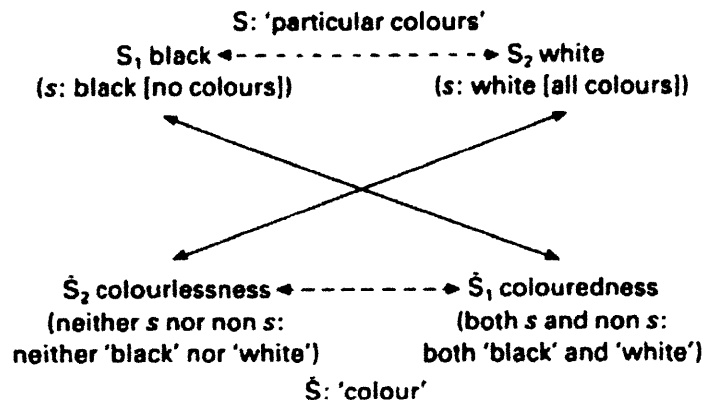 S: 'particular colours'
S₁ black S₂ white
(s: black [no colours]) (s: white [all colours])
Ṡ₂ colourlessness Ṡ₁ colouredness
(neither s nor non s: (both s and non s:
neither 'black' nor 'white') both 'black' and 'white')
Ṡ: 'colour'